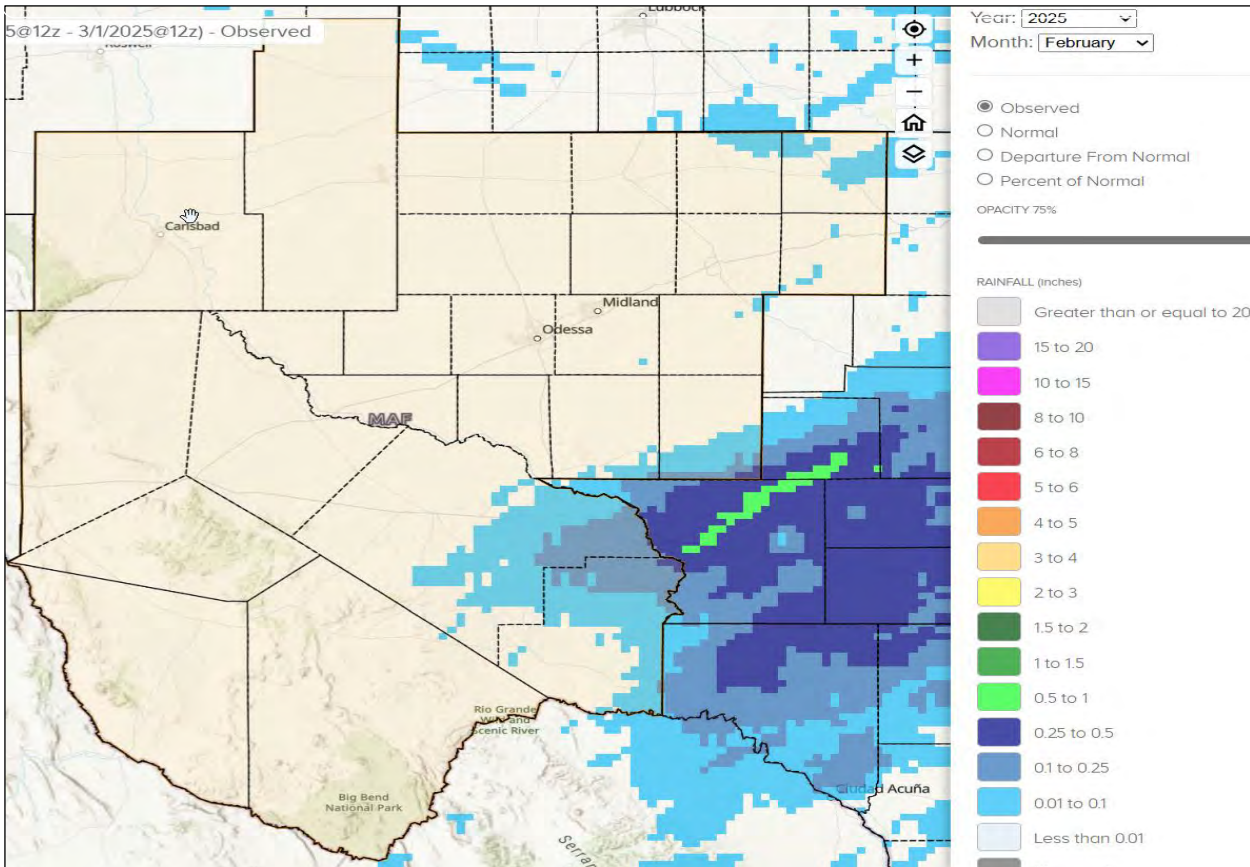 Lubbock
5@12z - 3/1/2025@12z) - Observed
Roswell
Carlsbad
Midland
Odessa
MAF
Rio Grande
Wild and
Scenic River
Big Bend
National Park
Ciudad Acuña
Serran
Year: 2025
Month: February
Observed
Normal
Departure From Normal
Percent of Normal
OPACITY 75%
RAINFALL (inches)
Greater than or equal to 20
15 to 20
10 to 15
8 to 10
6 to 8
5 to 6
4 to 5
3 to 4
2 to 3
1.5 to 2
1 to 1.5
0.5 to 1
0.25 to 0.5
0.1 to 0.25
0.01 to 0.1
Less than 0.01